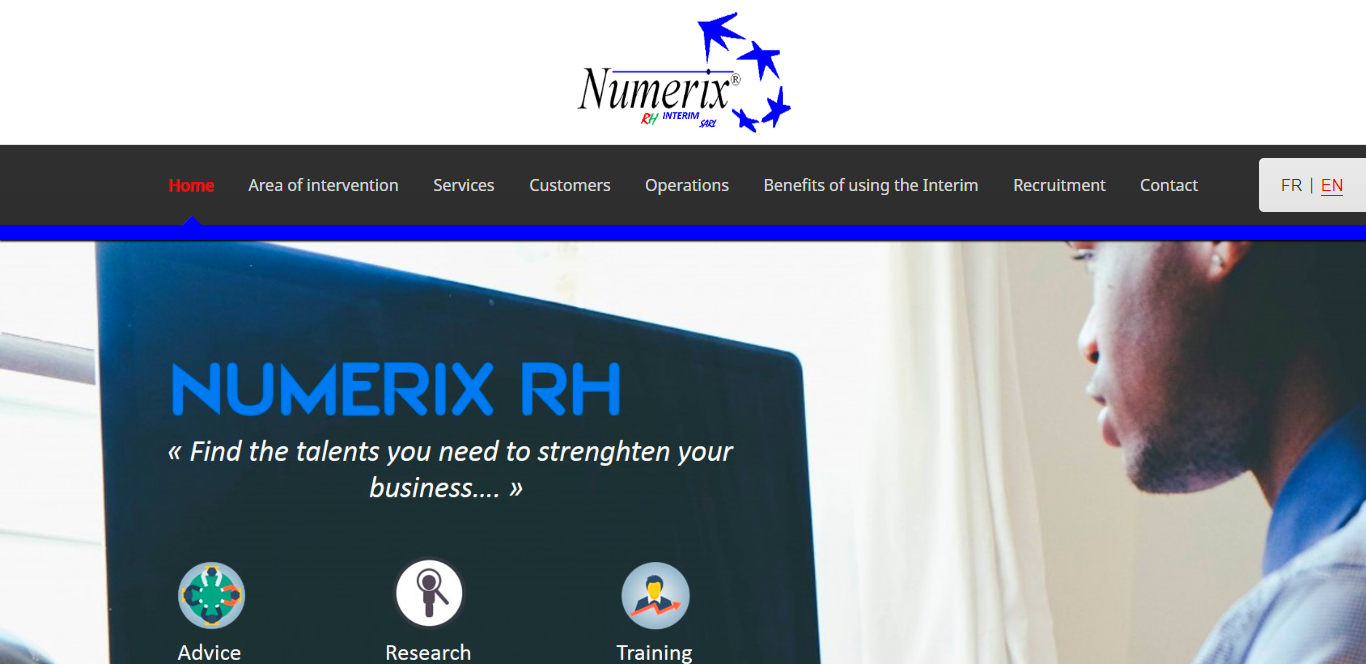 Numerix®
RH INTERIM SARL
Home Area of intervention Services Customers Operations Benefits of using the Interim Recruitment Contact FR | EN
NUMERIX RH
« Find the talents you need to strenghten your
business.... »
Advice Research Training